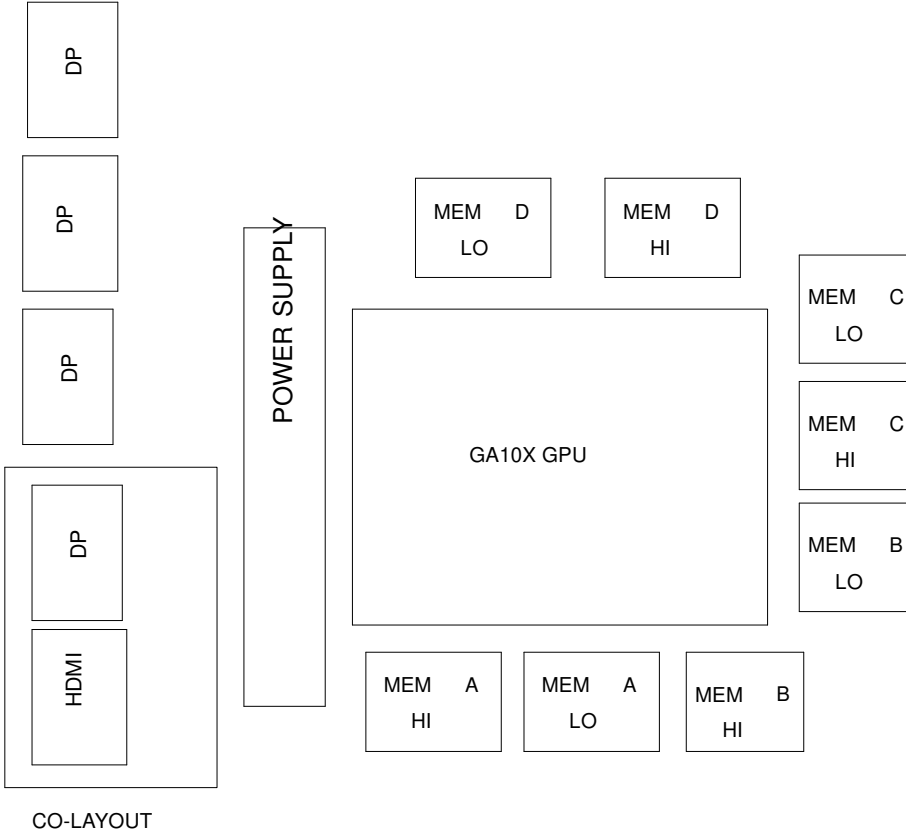 DP
DP
DP
DP
HDMI
CO-LAYOUT
POWER SUPPLY
MEM D
LO
MEM D
HI
GA10X GPU
MEM C
LO
MEM C
HI
MEM B
LO
MEM A
HI
MEM A
LO
MEM B
HI